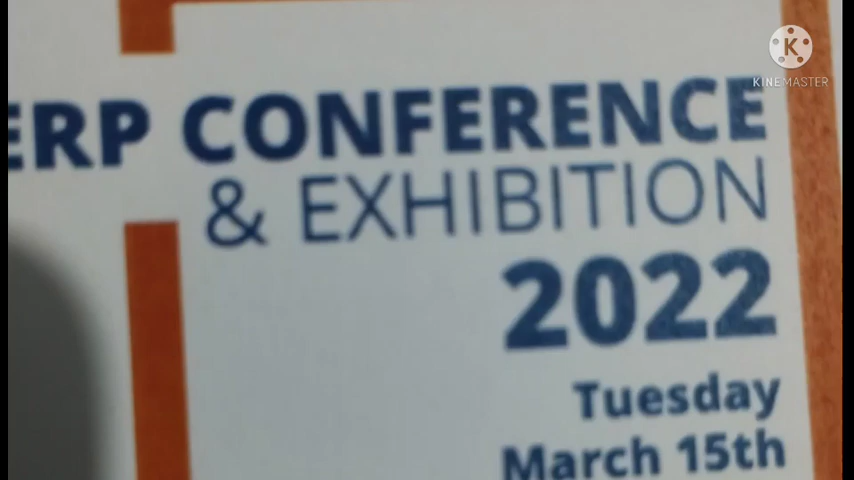 ERP CONFERENCE
& EXHIBITION
2022
Tuesday
March 15th
K
KINEMASTER